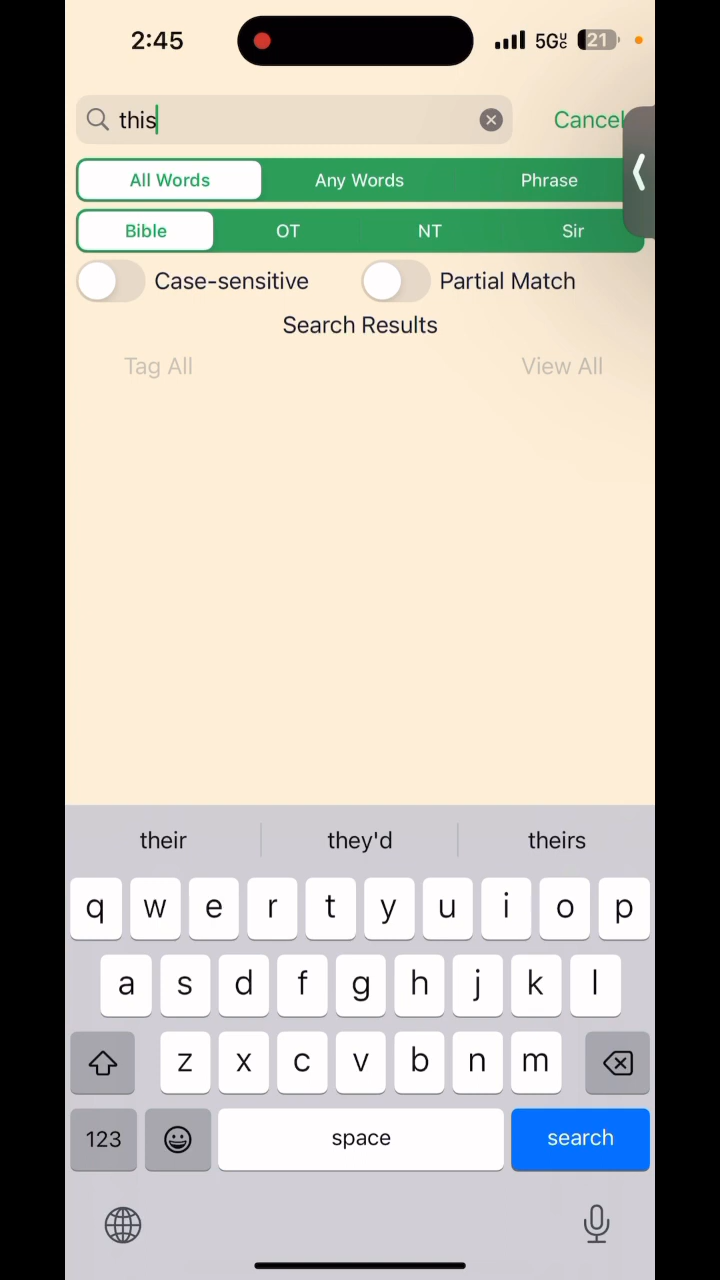 2:45 5G 21
this Cancel
All Words Any Words Phrase
Bible OT NT Sir
Case-sensitive Partial Match
Search Results
Tag All View All
their they'd theirs
q w e r t y u i o p
a s d f g h j k l
z x c v b n m
123 space search